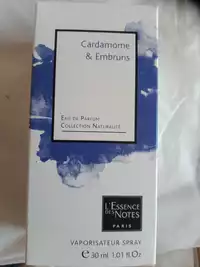 Cardamome
& Embruns
Eau de Parfum
Collection Naturalité
L'Essence
des Notes
PARIS
VAPORISATEUR-SPRAY
℮ 30 ml 1.01 fl.Oz